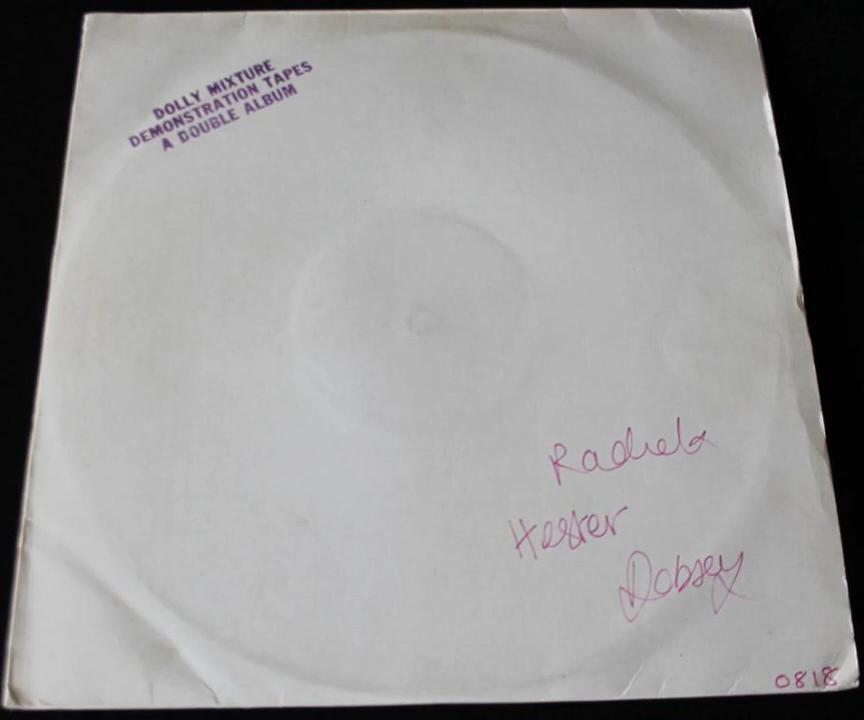 DOLLY MIXTURE
DEMONSTRATION TAPES
A DOUBLE ALBUM
Rachel
Hester
Debsey
0818